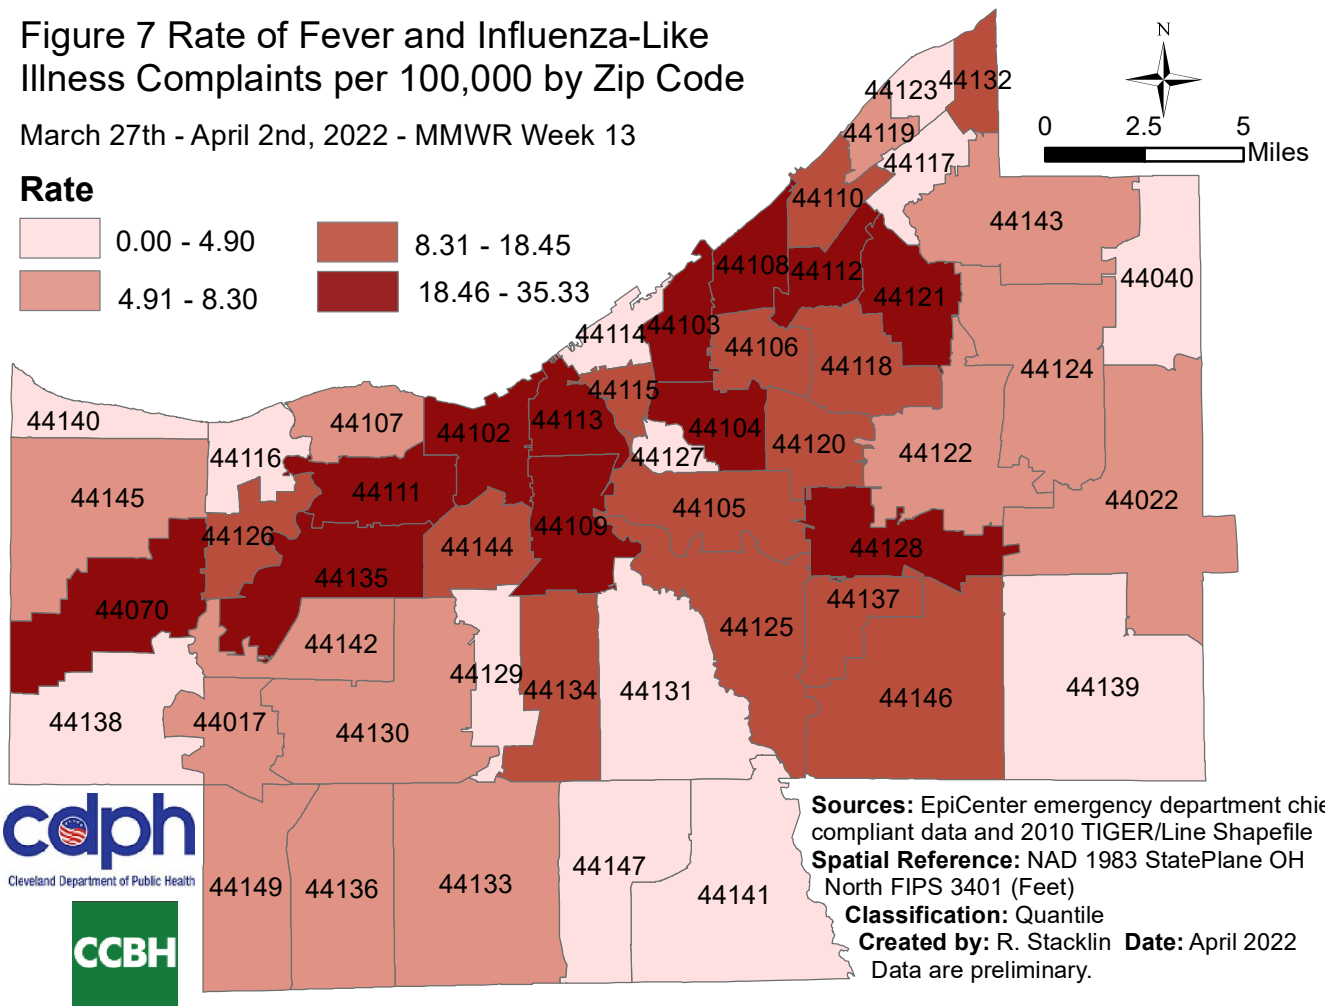 Figure 7 Rate of Fever and Influenza-Like
Illness Complaints per 100,000 by Zip Code
March 27th - April 2nd, 2022 - MMWR Week 13
Rate
0.00 - 4.90
8.31 - 18.45
4.91 - 8.30
18.46 - 35.33
N
0 2.5 5
Miles
44132
44123
44119
44117
44110
44143
44040
44108
44112
44121
44114
44103
44106
44118
44124
44115
44140
44107
44102
44113
44104
44120
44122
44116
44127
44145
44111
44105
44022
44126
44109
44144
44128
44135
44070
44137
44125
44142
44129
44134
44131
44146
44139
44138
44017
44130
44149
44136
44133
44147
44141
cdph
Cleveland Department of Public Health
CCBH
Sources: EpiCenter emergency department chie
compliant data and 2010 TIGER/Line Shapefile
Spatial Reference: NAD 1983 StatePlane OH
North FIPS 3401 (Feet)
Classification: Quantile
Created by: R. Stacklin Date: April 2022
Data are preliminary.